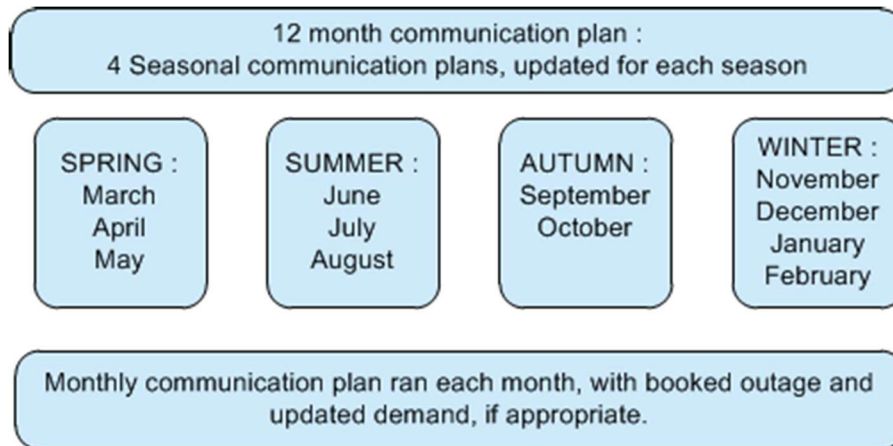 12 month communication plan :
4 Seasonal communication plans, updated for each season
SPRING :
March
April
May
SUMMER :
June
July
August
AUTUMN :
September
October
WINTER :
November
December
January
February
Monthly communication plan ran each month, with booked outage and
updated demand, if appropriate.